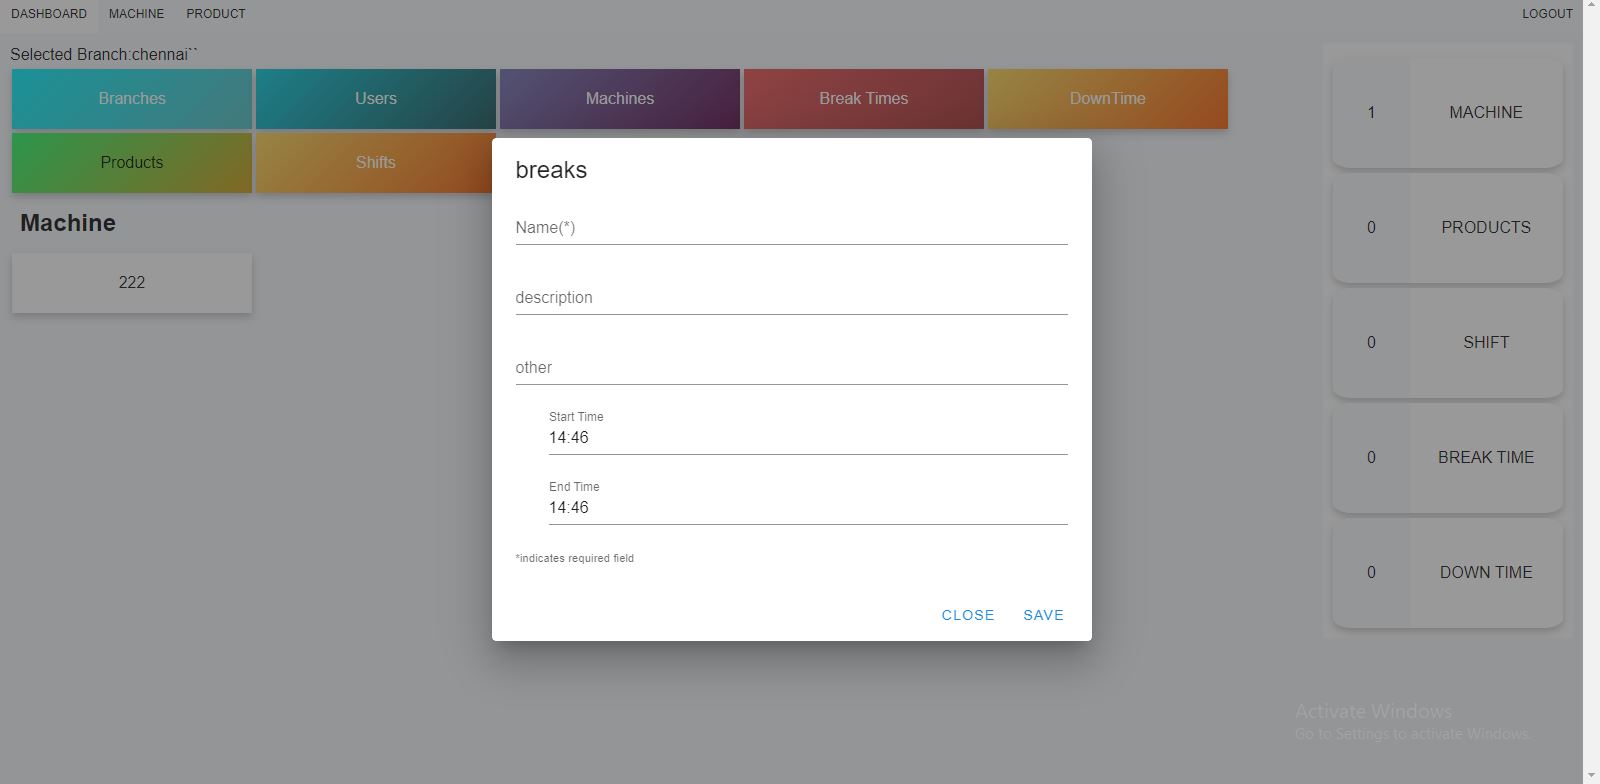 DASHBOARD MACHINE PRODUCT LOGOUT
Selected Branch:chennai``
Branches Users Machines Break Times DownTime
Products Shifts
Machine
222
breaks
Name(*)
description
other
Start Time
14:46
End Time
14:46
*indicates required field
CLOSE SAVE
1 MACHINE
0 PRODUCTS
0 SHIFT
0 BREAK TIME
0 DOWN TIME
Activate Windows
Go to Settings to activate Windows.